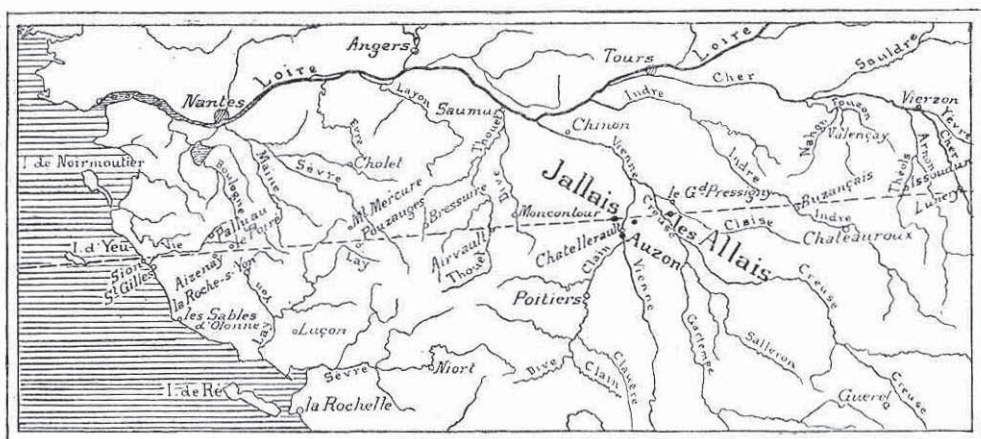 Angers
Loire
Tours
Loire
Cher
Sauldre
Nantes
Layon
Saumur
Indre
Vierzon
Yèvre
Cher
Fouzon
Nahon
Valençay
Chinon
Vienne
Thouet
Dive
Evre
Cholet
Sèvre
Maine
Boulogne
I. de Noirmoutier
Mt Mercure
Pouzauges
Bressuire
Moncontour
Jallais
le Gd Pressigny
Indre
Buzançais
Théols
Arnon
Issoudun
Lunery
Creuse
Claise
les Allais
Indre
Châteauroux
I. d'Yeu
Vie
Palluau
le Poiré
Sion
St Gilles
Aizenay
la Roche-s-Yon
Yon
Lay
Airvault
Thouet
Chatellerault
Auzon
Clain
Vienne
Poitiers
Creuse
les Sables
d'Olonne
Lay
Luçon
Gartempe
Salleron
Sèvre
Niort
Dive
Clain
Clouère
Creuse
I. de Ré
la Rochelle